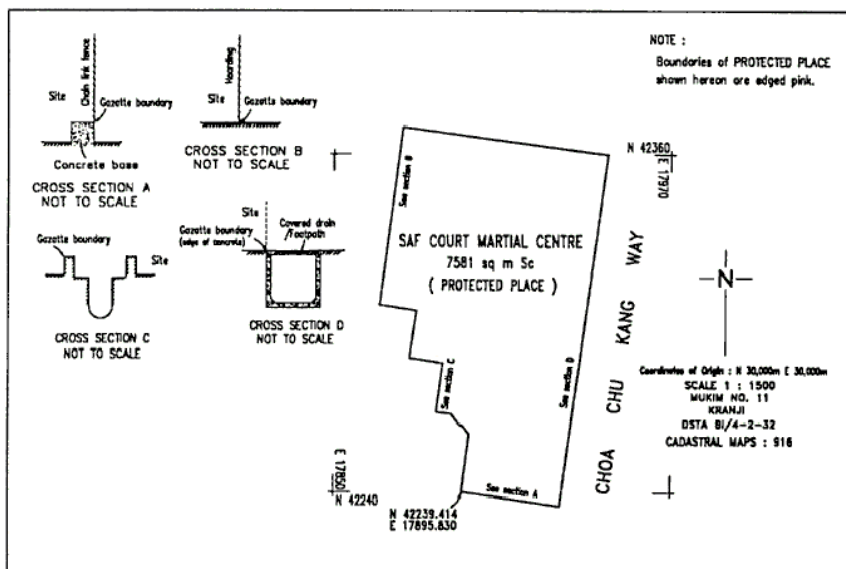 NOTE :
Boundaries of PROTECTED PLACE
shown hereon are edged pink.
Chain link fence
Site
Gazette boundary
Concrete base
CROSS SECTION A
NOT TO SCALE
Hoarding
Site
Gazette boundary
CROSS SECTION B
NOT TO SCALE
Gazette boundary
Site
CROSS SECTION C
NOT TO SCALE
Site
Gazette boundary
(edge of concrete)
Covered drain
/Footpath
CROSS SECTION D
NOT TO SCALE
N 42360
E 17970
See section B
SAF COURT MARTIAL CENTRE
7581 sq m Sc
( PROTECTED PLACE )
See section C
See section D
See section A
CHOA CHU KANG WAY
N
Coordinates of Origin : N 30,000m E 30,000m
SCALE 1 : 1500
MUKIM NO. 11
KRANJI
DSTA BI/4-2-32
CADASTRAL MAPS : 916
E 17850
N 42240
N 42239.414
E 17895.830